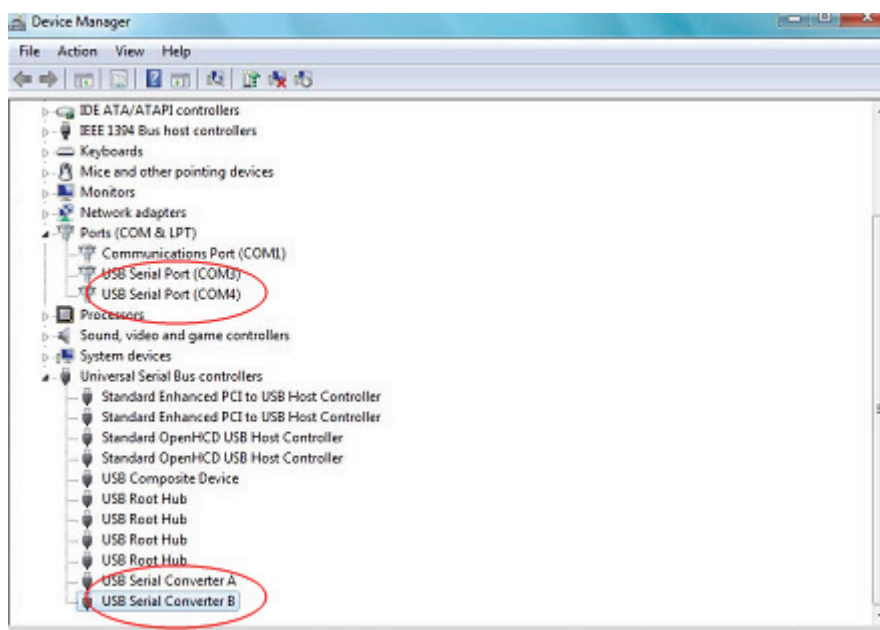 Device Manager
File Action View Help
IDE ATA/ATAPI controllers
IEEE 1394 Bus host controllers
Keyboards
Mice and other pointing devices
Monitors
Network adapters
Ports (COM & LPT)
Communications Port (COM1)
USB Serial Port (COM3)
USB Serial Port (COM4)
Processors
Sound, video and game controllers
System devices
Universal Serial Bus controllers
Standard Enhanced PCI to USB Host Controller
Standard Enhanced PCI to USB Host Controller
Standard OpenHCD USB Host Controller
Standard OpenHCD USB Host Controller
USB Composite Device
USB Root Hub
USB Root Hub
USB Root Hub
USB Root Hub
USB Serial Converter A
USB Serial Converter B